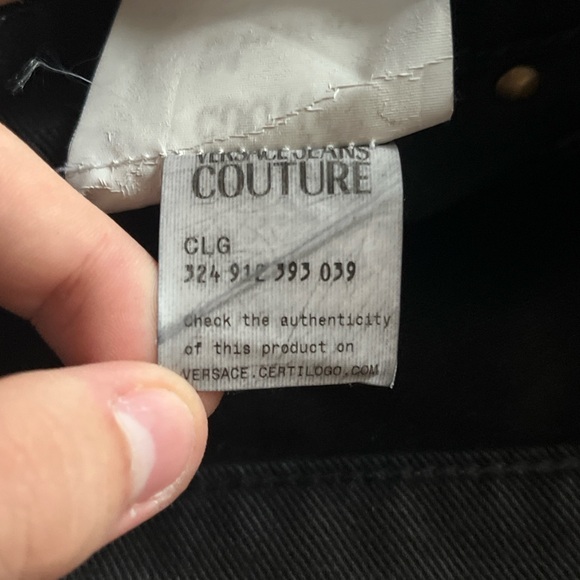 VERSACE JEANS
COUTURE
CLG
324 912 393 039
Check the authenticity
of this product on
VERSACE.CERTILOGO.COM